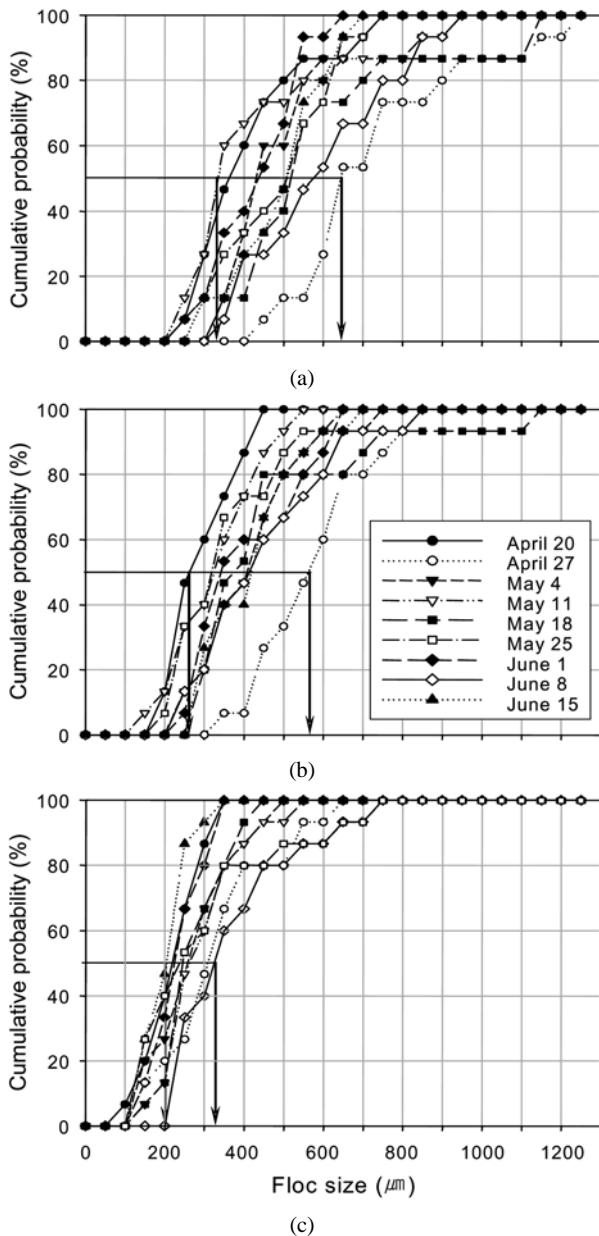 100
80
60
40
20
0
Cumulative probability (%)
(a)
100
80
60
40
20
0
Cumulative probability (%)
April 20
April 27
May 4
May 11
May 18
May 25
June 1
June 8
June 15
(b)
100
80
60
40
20
0
Cumulative probability (%)
0 200 400 600 800 1000 1200
Floc size (㎛)
(c)